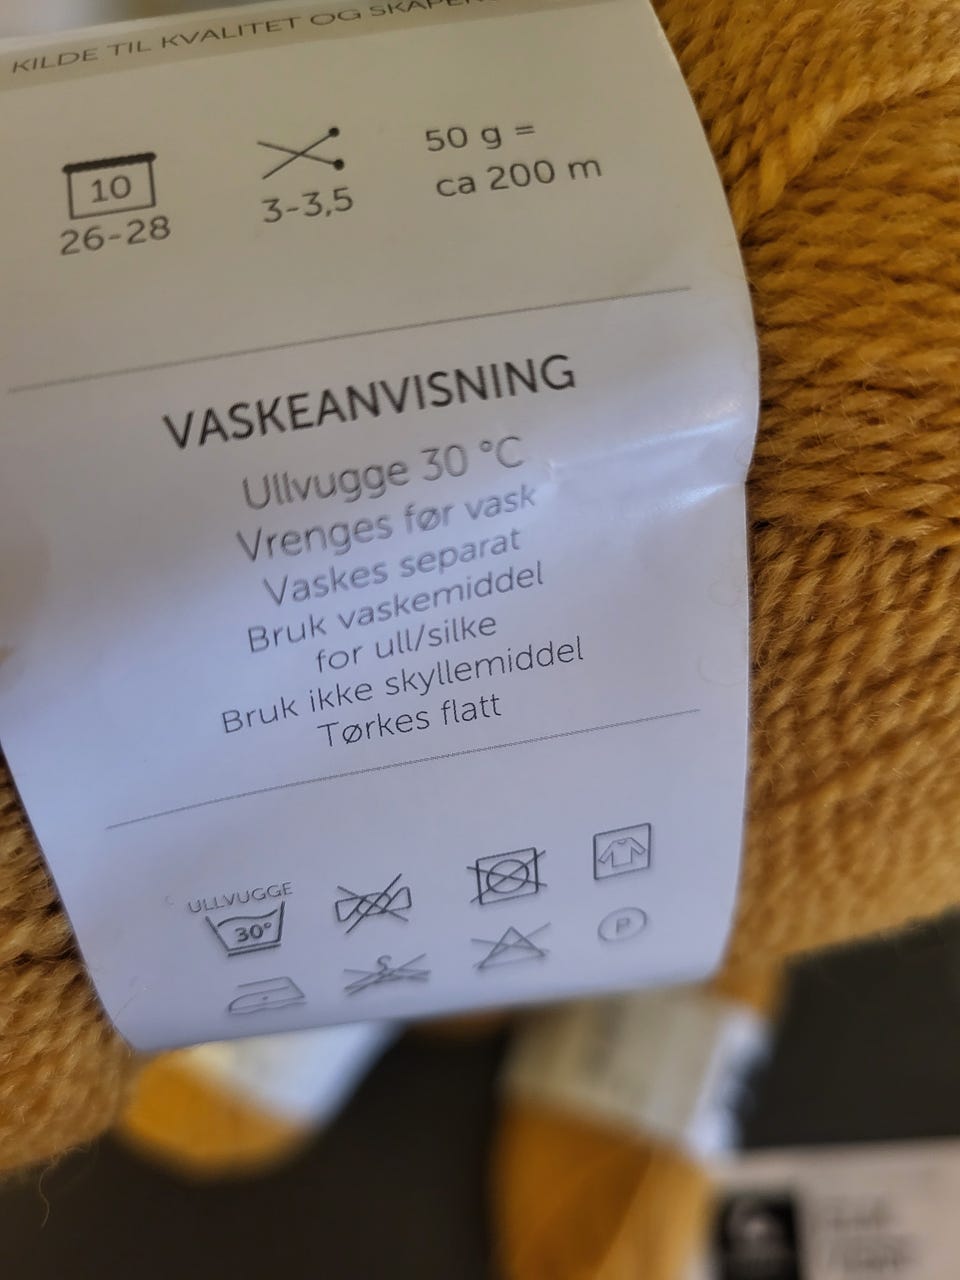 KILDE TIL KVALITET OG
10
26-28
3-3,5
50 g =
ca 200 m
VASKEANVISNING
Ullvugge 30 °C
Vrenges før vask
Vaskes separat
Bruk vaskemiddel
for ull/silke
Bruk ikke skyllemiddel
Tørkes flatt
ULLVUGGE
30°
S
P